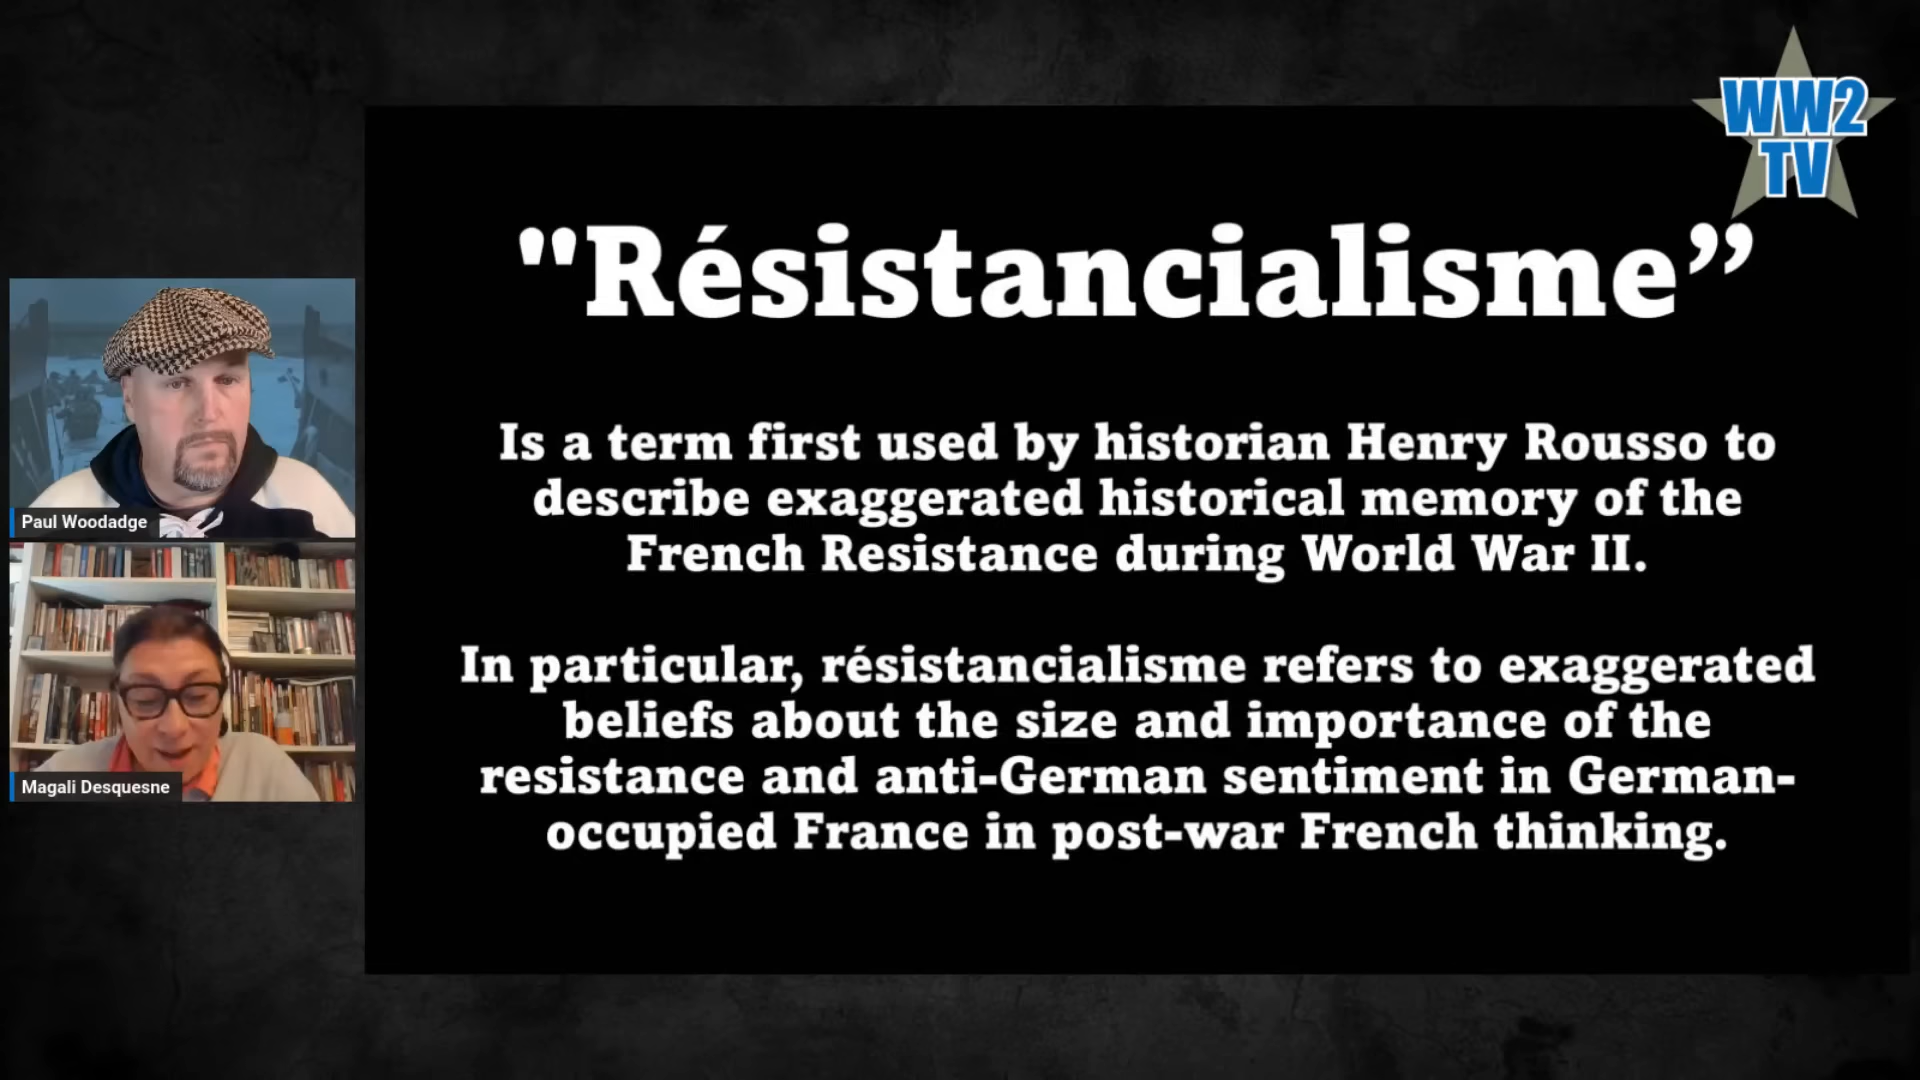 WW2
TV
"Résistancialisme”
Is a term first used by historian Henry Rousso to
describe exaggerated historical memory of the
French Resistance during World War II.
In particular, résistancialisme refers to exaggerated
beliefs about the size and importance of the
resistance and anti-German sentiment in German-
occupied France in post-war French thinking.
Paul Woodadge
Magali Desquesne